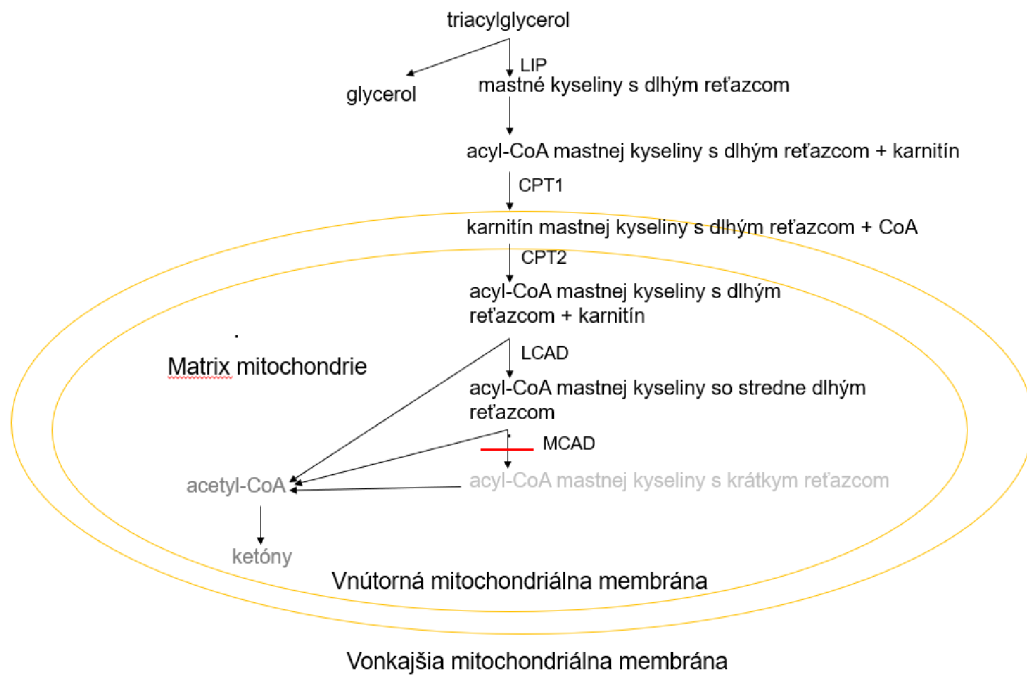 triacylglycerol
LIP
glycerol
mastné kyseliny s dlhým reťazcom
acyl-CoA mastnej kyseliny s dlhým reťazcom + karnitín
CPT1
karnitín mastnej kyseliny s dlhým reťazcom + CoA
CPT2
acyl-CoA mastnej kyseliny s dlhým
reťazcom + karnitín
LCAD
Matrix mitochondrie
acyl-CoA mastnej kyseliny so stredne dlhým
reťazcom
MCAD
acetyl-CoA
acyl-CoA mastnej kyseliny s krátkym reťazcom
ketóny
Vnútorná mitochondriálna membrána
Vonkajšia mitochondriálna membrána